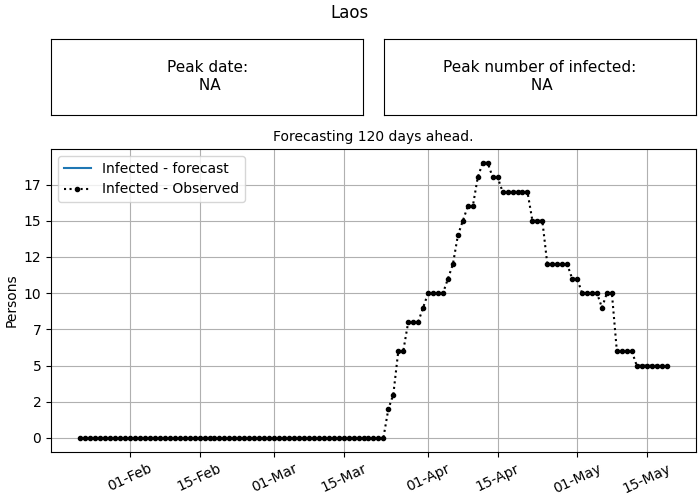 Laos
Peak date:
NA
Peak number of infected:
NA
Forecasting 120 days ahead.
Infected - forecast
Infected - Observed
Persons
17
15
12
10
7
5
2
0
01-Feb
15-Feb
01-Mar
15-Mar
01-Apr
15-Apr
01-May
15-May